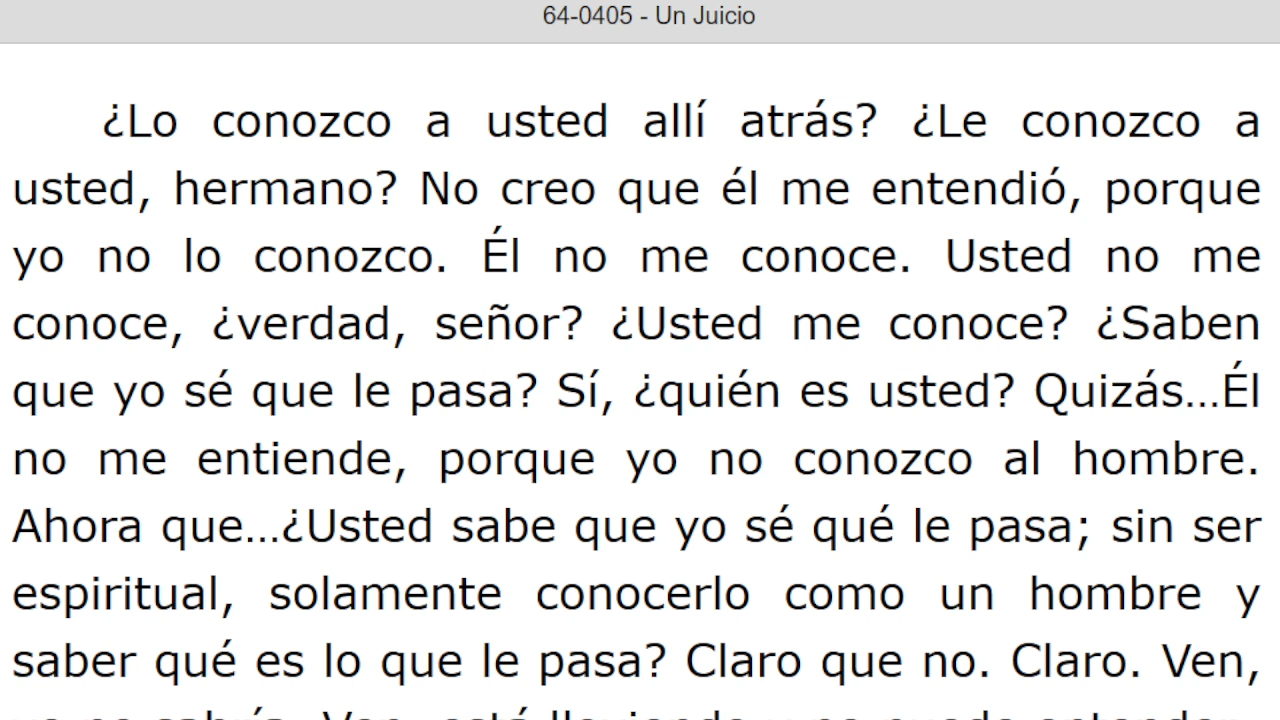 64-0405 - Un Juicio
¿Lo conozco a usted allí atrás? ¿Le conozco a
usted, hermano? No creo que él me entendió, porque
yo no lo conozco. Él no me conoce. Usted no me
conoce, ¿verdad, señor? ¿Usted me conoce? ¿Saben
que yo sé que le pasa? Sí, ¿quién es usted? Quizás...Él
no me entiende, porque yo no conozco al hombre.
Ahora que...¿Usted sabe que yo sé qué le pasa; sin ser
espiritual, solamente conocerlo como un hombre y
saber qué es lo que le pasa? Claro que no. Claro. Ven,